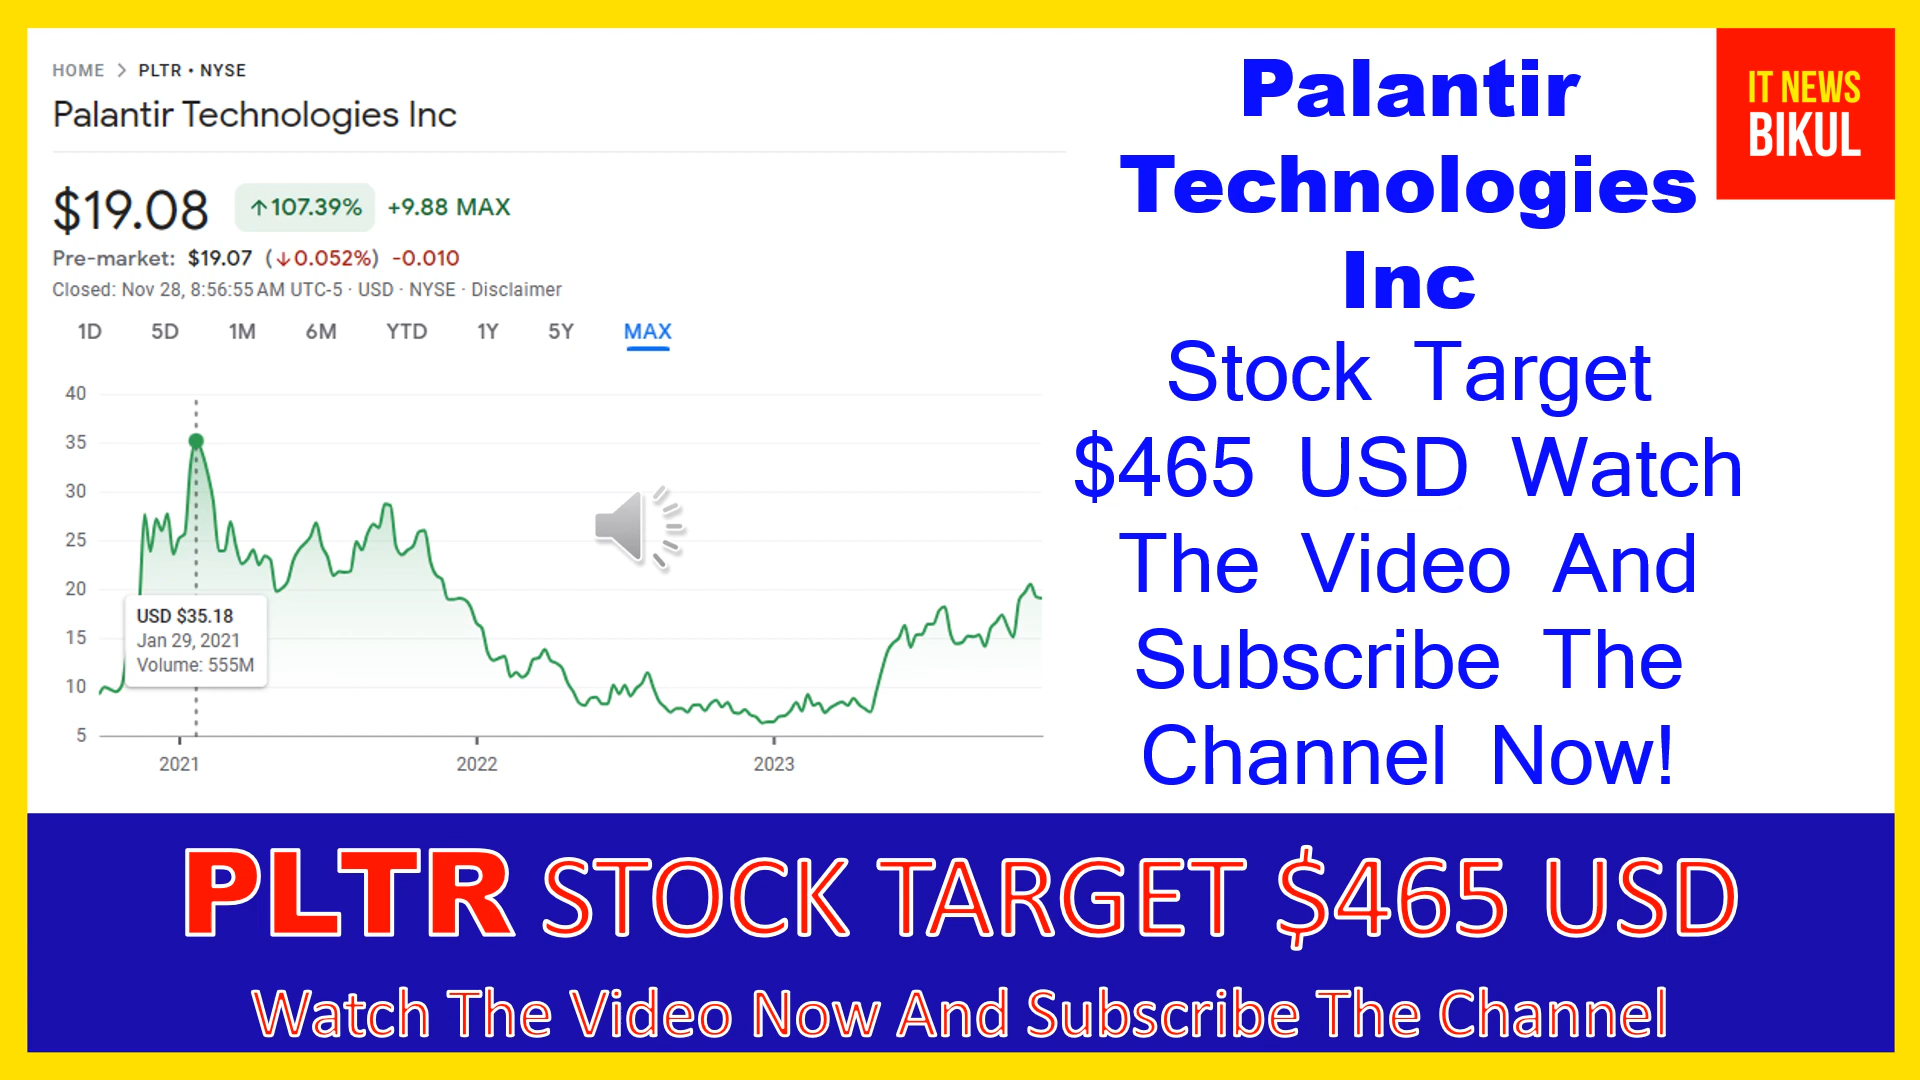 HOME > PLTR • NYSE
Palantir Technologies Inc
$19.08 ↑107.39% +9.88 MAX
Pre-market: $19.07 (↓0.052%) -0.010
Closed: Nov 28, 8:56:55 AM UTC-5 · USD · NYSE · Disclaimer
1D 5D 1M 6M YTD 1Y 5Y MAX
40
35
30
25
20
15
10
5
USD $35.18
Jan 29, 2021
Volume: 555M
2021 2022 2023
Palantir
Technologies
Inc
Stock Target
$465 USD Watch
The Video And
Subscribe The
Channel Now!
IT NEWS
BIKUL
PLTR STOCK TARGET $465 USD
Watch The Video Now And Subscribe The Channel